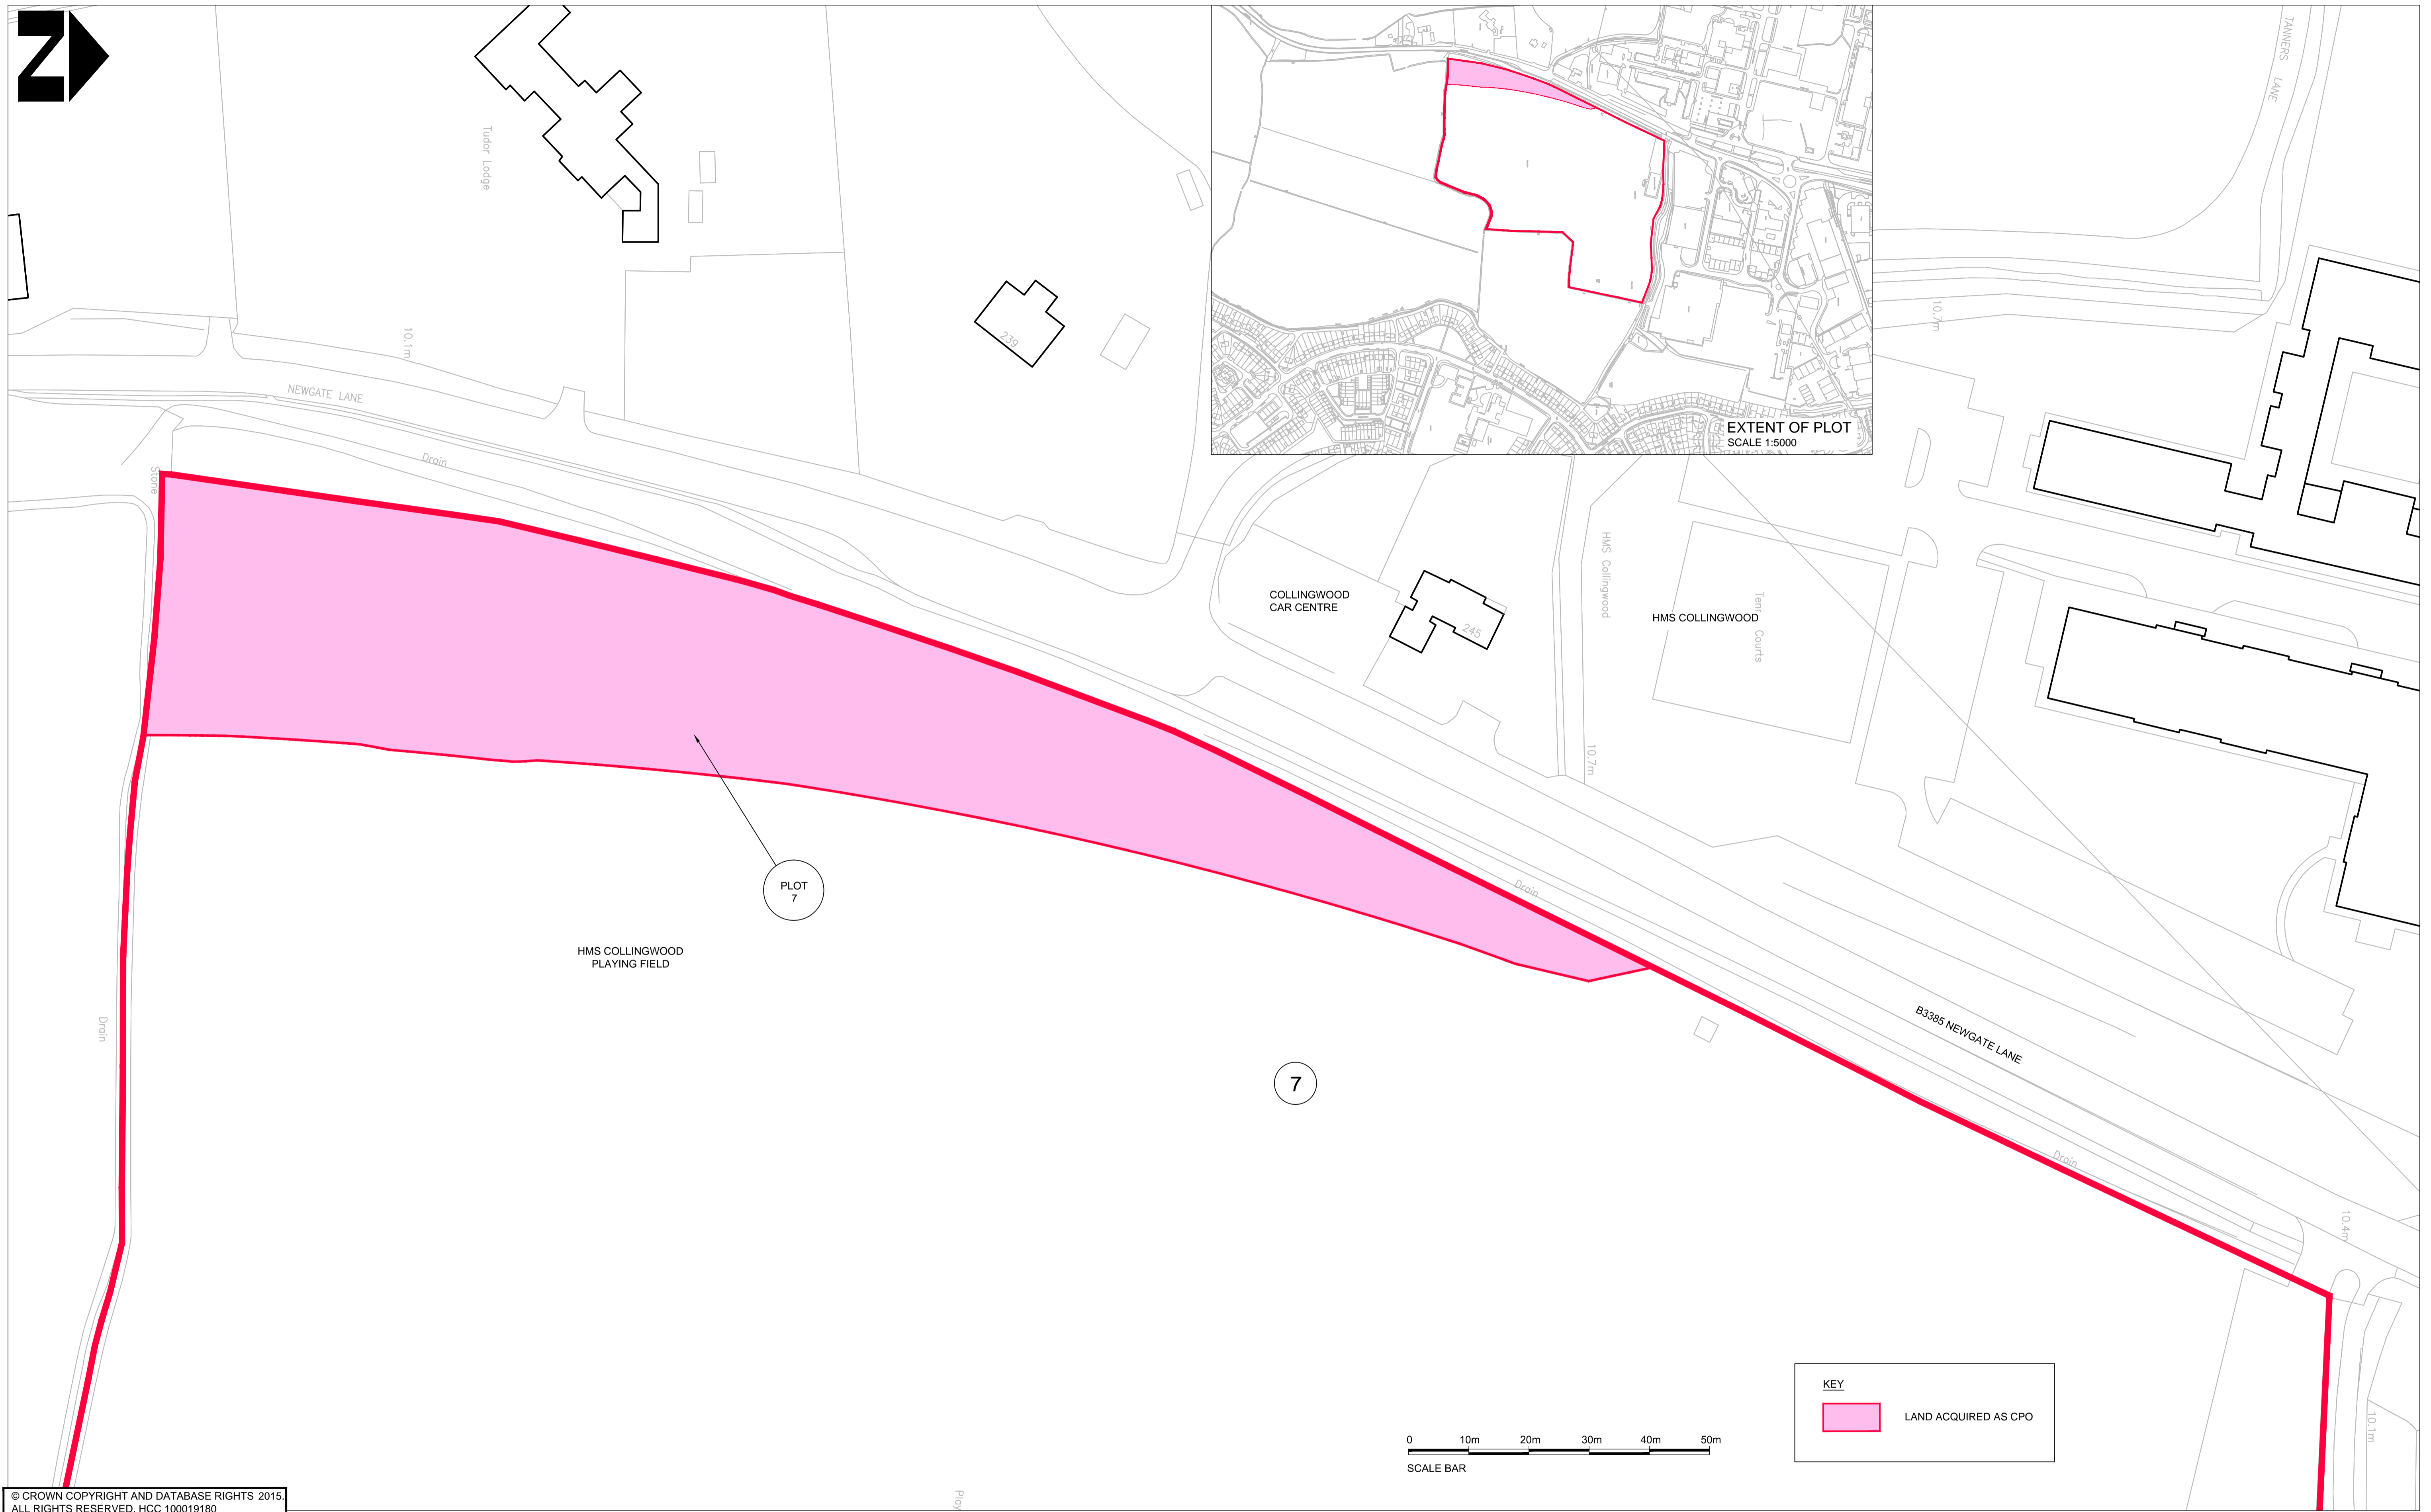 Z
TANNERS LANE
Tudor Lodge
10.1m
239
10.7m
NEWGATE LANE
EXTENT OF PLOT
SCALE 1:5000
Drain
Stone
HMS Collingwood
COLLINGWOOD
CAR CENTRE
245
HMS COLLINGWOOD
Courts
10.7m
PLOT
7
Drain
HMS COLLINGWOOD
PLAYING FIELD
Drain
B3385 NEWGATE LANE
7
Drain
10.4m
KEY
LAND ACQUIRED AS CPO
10.1m
0 10m 20m 30m 40m 50m
SCALE BAR
Play
© CROWN COPYRIGHT AND DATABASE RIGHTS 2015.
ALL RIGHTS RESERVED. HCC 100019180